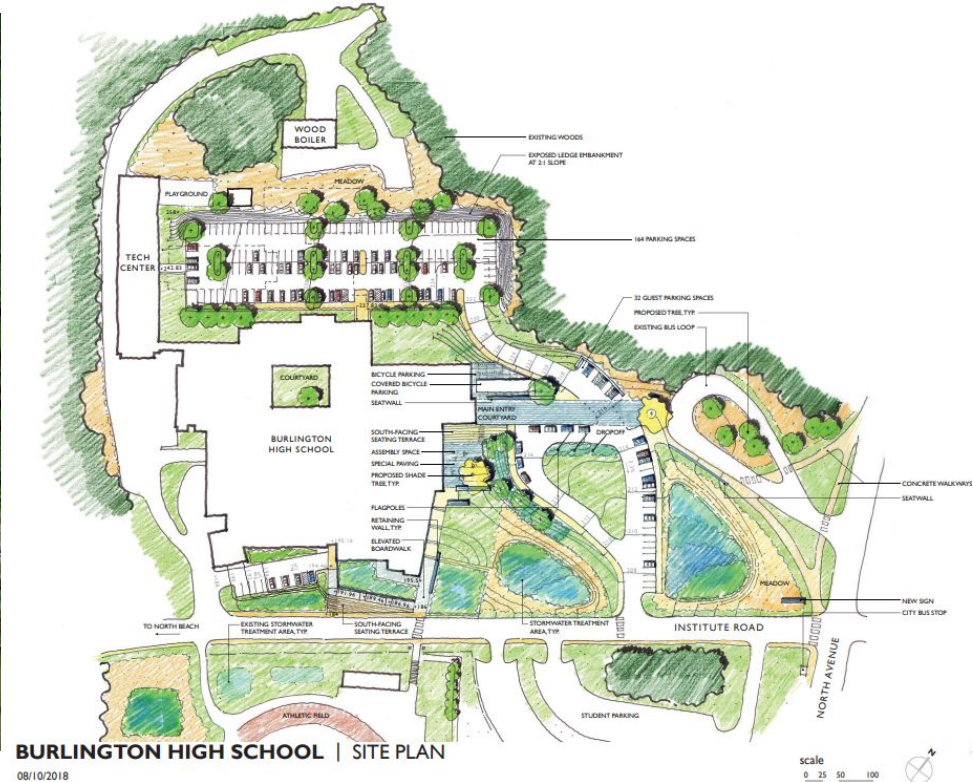 WOOD
BOILER
EXISTING WOODS
EXPOSED LEDGE EMBANKMENT
AT 2:1 SLOPE
PLAYGROUND
MEADOW
TECH
CENTER
+242.83
164 PARKING SPACES
32 GUEST PARKING SPACES
PROPOSED TREE, TYP.
EXISTING BUS LOOP
COURTYARD
BICYCLE PARKING
COVERED BICYCLE
PARKING
SEATWALL
MAIN ENTRY
COURTYARD
DROPOFF
BURLINGTON
HIGH SCHOOL
SOUTH-FACING
SEATING TERRACE
ASSEMBLY SPACE
SPECIAL PAVING
PROPOSED SHADE
TREE, TYP.
FLAGPOLES
RETAINING
WALL, TYP.
ELEVATED
BOARDWALK
CONCRETE WALKWAYS
SEATWALL
MEADOW
NEW SIGN
CITY BUS STOP
TO NORTH BEACH
EXISTING STORMWATER
TREATMENT AREA, TYP.
SOUTH-FACING
SEATING TERRACE
STORMWATER TREATMENT
AREA, TYP.
INSTITUTE ROAD
NORTH AVENUE
ATHLETIC FIELD
STUDENT PARKING
BURLINGTON HIGH SCHOOL | SITE PLAN
08/10/2018
scale
0 25 50 100
N